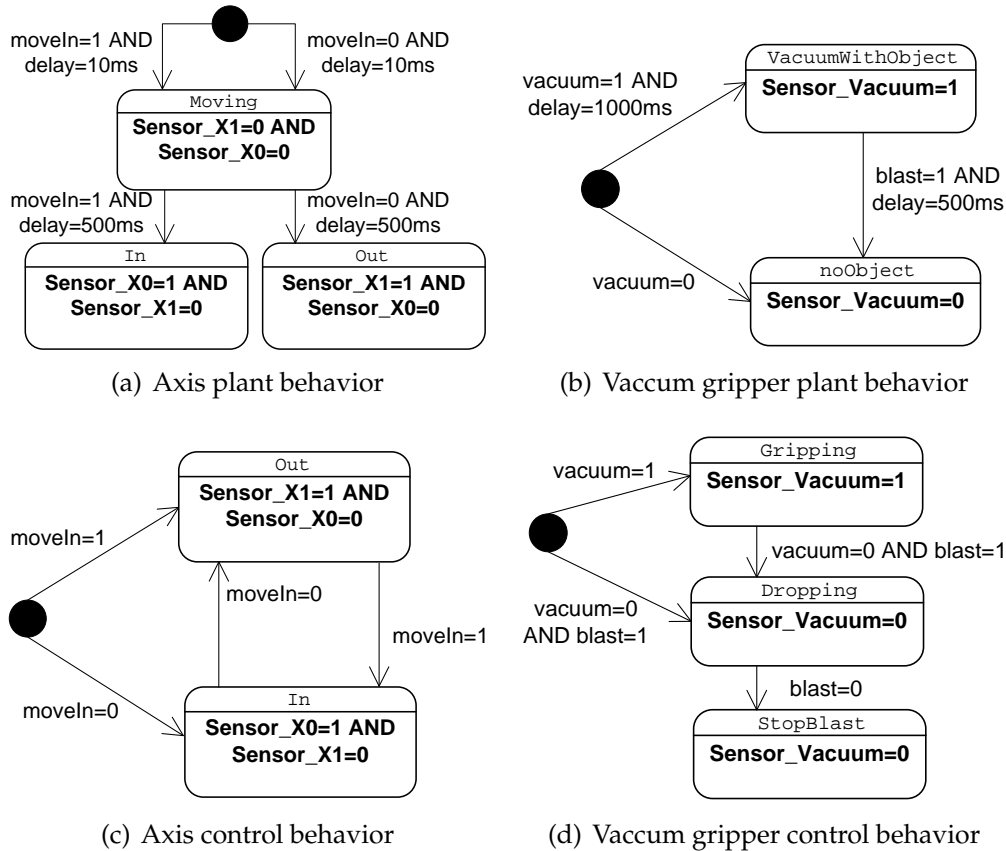 moveIn=1 AND
delay=10ms
moveIn=0 AND
delay=10ms
Moving
Sensor_X1=0 AND
Sensor_X0=0
moveIn=1 AND
delay=500ms
moveIn=0 AND
delay=500ms
In
Sensor_X0=1 AND
Sensor_X1=0
Out
Sensor_X1=1 AND
Sensor_X0=0
(a) Axis plant behavior
VacuumWithObject
Sensor_Vacuum=1
vacuum=1 AND
delay=1000ms
blast=1 AND
delay=500ms
vacuum=0
noObject
Sensor_Vacuum=0
(b) Vaccum gripper plant behavior
Out
Sensor_X1=1 AND
Sensor_X0=0
moveIn=1
moveIn=0
moveIn=1
moveIn=0
In
Sensor_X0=1 AND
Sensor_X1=0
(c) Axis control behavior
Gripping
Sensor_Vacuum=1
vacuum=1
vacuum=0 AND blast=1
Dropping
Sensor_Vacuum=0
vacuum=0
AND blast=1
blast=0
StopBlast
Sensor_Vacuum=0
(d) Vaccum gripper control behavior